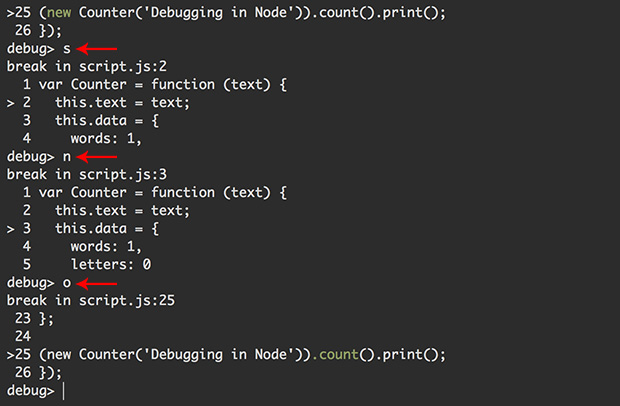 >25 (new Counter('Debugging in Node')).count().print();
 26 });
debug> s
break in script.js:2
  1 var Counter = function (text) {
> 2   this.text = text;
  3   this.data = {
  4     words: 1,
debug> n
break in script.js:3
  1 var Counter = function (text) {
  2   this.text = text;
> 3   this.data = {
  4     words: 1,
  5     letters: 0
debug> o
break in script.js:25
 23 };
 24
>25 (new Counter('Debugging in Node')).count().print();
 26 });
debug>